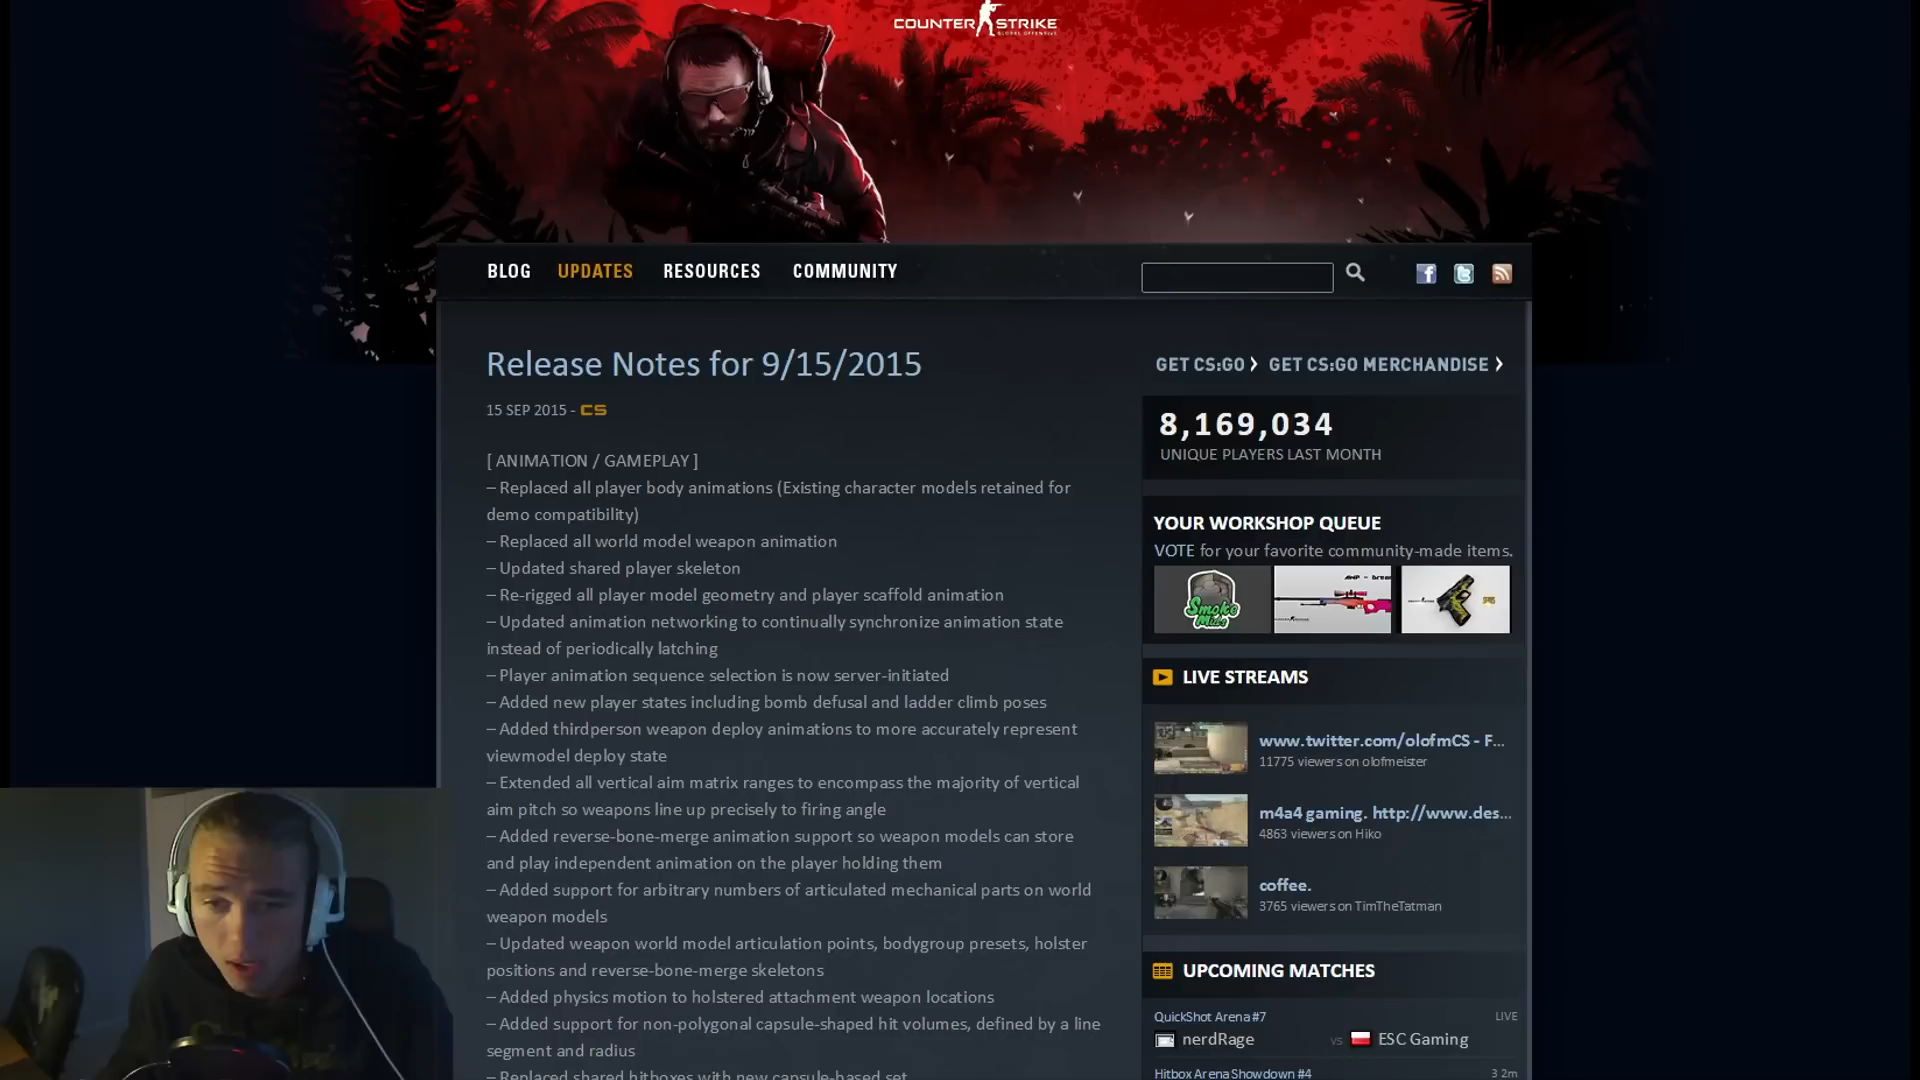 COUNTER STRIKE
GLOBAL OFFENSIVE
BLOG UPDATES RESOURCES COMMUNITY
Release Notes for 9/15/2015
15 SEP 2015 - CS
[ ANIMATION / GAMEPLAY ]
– Replaced all player body animations (Existing character models retained for
demo compatibility)
– Replaced all world model weapon animation
– Updated shared player skeleton
– Re-rigged all player model geometry and player scaffold animation
– Updated animation networking to continually synchronize animation state
instead of periodically latching
– Player animation sequence selection is now server-initiated
– Added new player states including bomb defusal and ladder climb poses
– Added thirdperson weapon deploy animations to more accurately represent
viewmodel deploy state
– Extended all vertical aim matrix ranges to encompass the majority of vertical
aim pitch so weapons line up precisely to firing angle
– Added reverse-bone-merge animation support so weapon models can store
and play independent animation on the player holding them
– Added support for arbitrary numbers of articulated mechanical parts on world
weapon models
– Updated weapon world model articulation points, bodygroup presets, holster
positions and reverse-bone-merge skeletons
– Added physics motion to holstered attachment weapon locations
– Added support for non-polygonal capsule-shaped hit volumes, defined by a line
segment and radius
– Replaced shared hitboxes with new capsule-based set
GET CS:GO GET CS:GO MERCHANDISE
8,169,034
UNIQUE PLAYERS LAST MONTH
YOUR WORKSHOP QUEUE
VOTE for your favorite community-made items.
Smoke
LIVE STREAMS
www.twitter.com/olofmCS - F...
11775 viewers on olofmeister
m4a4 gaming. http://www.des...
4863 viewers on Hiko
coffee.
3765 viewers on TimTheTatman
UPCOMING MATCHES
QuickShot Arena #7 LIVE
nerdRage vs ESC Gaming
Hitbox Arena Showdown #4 3 2m